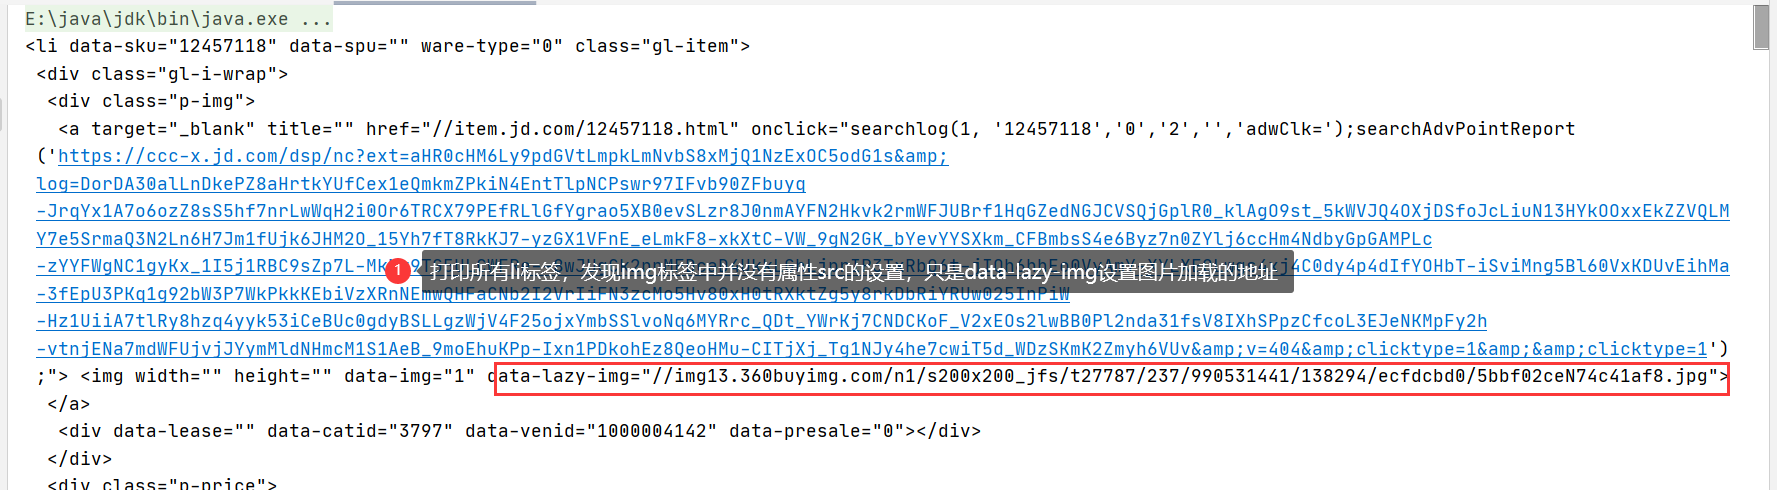 E:\java\jdk\bin\java.exe ...
<li data-sku="12457118" data-spu="" ware-type="0" class="gl-item">
<div class="gl-i-wrap">
<div class="p-img">
<a target="_blank" title="" href="//item.jd.com/12457118.html" onclick="searchlog(1, '12457118','0','2','','adwClk=');searchAdvPointReport
('https://ccc-x.jd.com/dsp/nc?ext=aHR0cHM6Ly9pdGVtLmpkLmNvbS8xMjQ1NzExOC5odG1s&amp;
log=DorDA30alLnDkePZ8aHrtkYUfCex1eQmkmZPkiN4EntTlpNCPswr97IFvb90ZFbuyq
-JrqYx1A7o6ozZ8sS5hf7nrLwWqH2i0Or6TRCX79PEfRLlGfYgrao5XB0evSLzr8J0nmAYFN2Hkvk2rmWFJUBrf1HqGZedNGJCVSQjGplR0_klAgO9st_5kWVJQ4OXjDSfoJcLiuN13HYkOOxxEkZZVQLM
Y7e5SrmaQ3N2Ln6H7Jm1fUjk6JHM2O_15Yh7fT8RkKJ7-yzGX1VFnE_eLmkF8-xkXtC-VW_9gN2GK_bYevYYSXkm_CFBmbsS4e6Byz7n0ZYlj6ccHm4NdbyGpGAMPLc
-zYYFWgNC1gyKx_1I5j1RBC9sZp7L-
1 打印所有li标签，发现img标签中并没有属性src的设置，只是data-lazy-img设置图片加载的地址
j4C0dy4p4dIfYOHbT-iSviMng5Bl60VxKDUvEihMa
-3fEpU3PKq1g92bW3P7WkPkkKEbiVzXRnNEmwQHFaCNb2I2VrIiFN3zcMo5Hv80xH0tRXktZg5y8rkDbRiYRUw025InPiW
-Hz1UiiA7tlRy8hzq4yyk53iCeBUc0gdyBSLLgzWjV4F25ojxYmbSSlvoNq6MYRrc_QDt_YWrKj7CNDCKoF_V2xEOs2lwBB0Pl2nda31fsV8IXhSPpzCfcoL3EJeNKMpFy2h
-vtnjENa7mdWFUjvjJYymMldNHmcM1S1AeB_9moEhuKPp-Ixn1PDkohEz8QeoHMu-CITjXj_Tg1NJy4he7cwiT5d_WDzSKmK2Zmyh6VUv&amp;v=404&amp;clicktype=1&amp;&amp;clicktype=1')
;"> <img width="" height="" data-img="1" data-lazy-img="//img13.360buyimg.com/n1/s200x200_jfs/t27787/237/990531441/138294/ecfdcbd0/5bbf02ceN74c41af8.jpg">
</a>
<div data-lease="" data-catid="3797" data-venid="1000004142" data-presale="0"></div>
</div>
<div class="p-price">